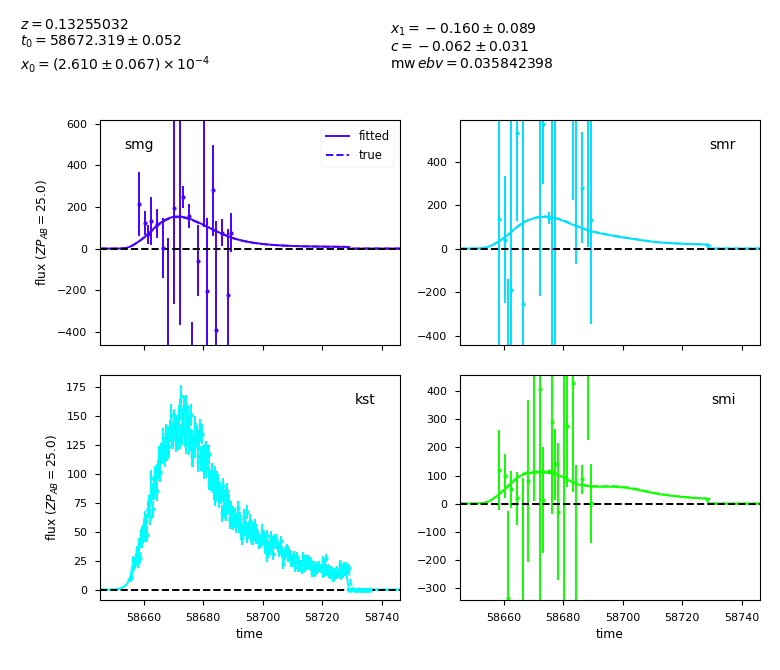 z = 0.13255032
t₀ = 58672.319 ± 0.052
x₀ = (2.610 ± 0.067) × 10⁻⁴
x₁ = −0.160 ± 0.089
c = −0.062 ± 0.031
mw ebv = 0.035842398
smg
fitted
true
600
400
200
0
−200
−400
flux (ZP_AB = 25.0)
smr
400
200
0
−200
−400
kst
175
150
125
100
75
50
25
0
flux (ZP_AB = 25.0)
58660 58680 58700 58720 58740
time
smi
400
300
200
100
0
−100
−200
−300
58660 58680 58700 58720 58740
time